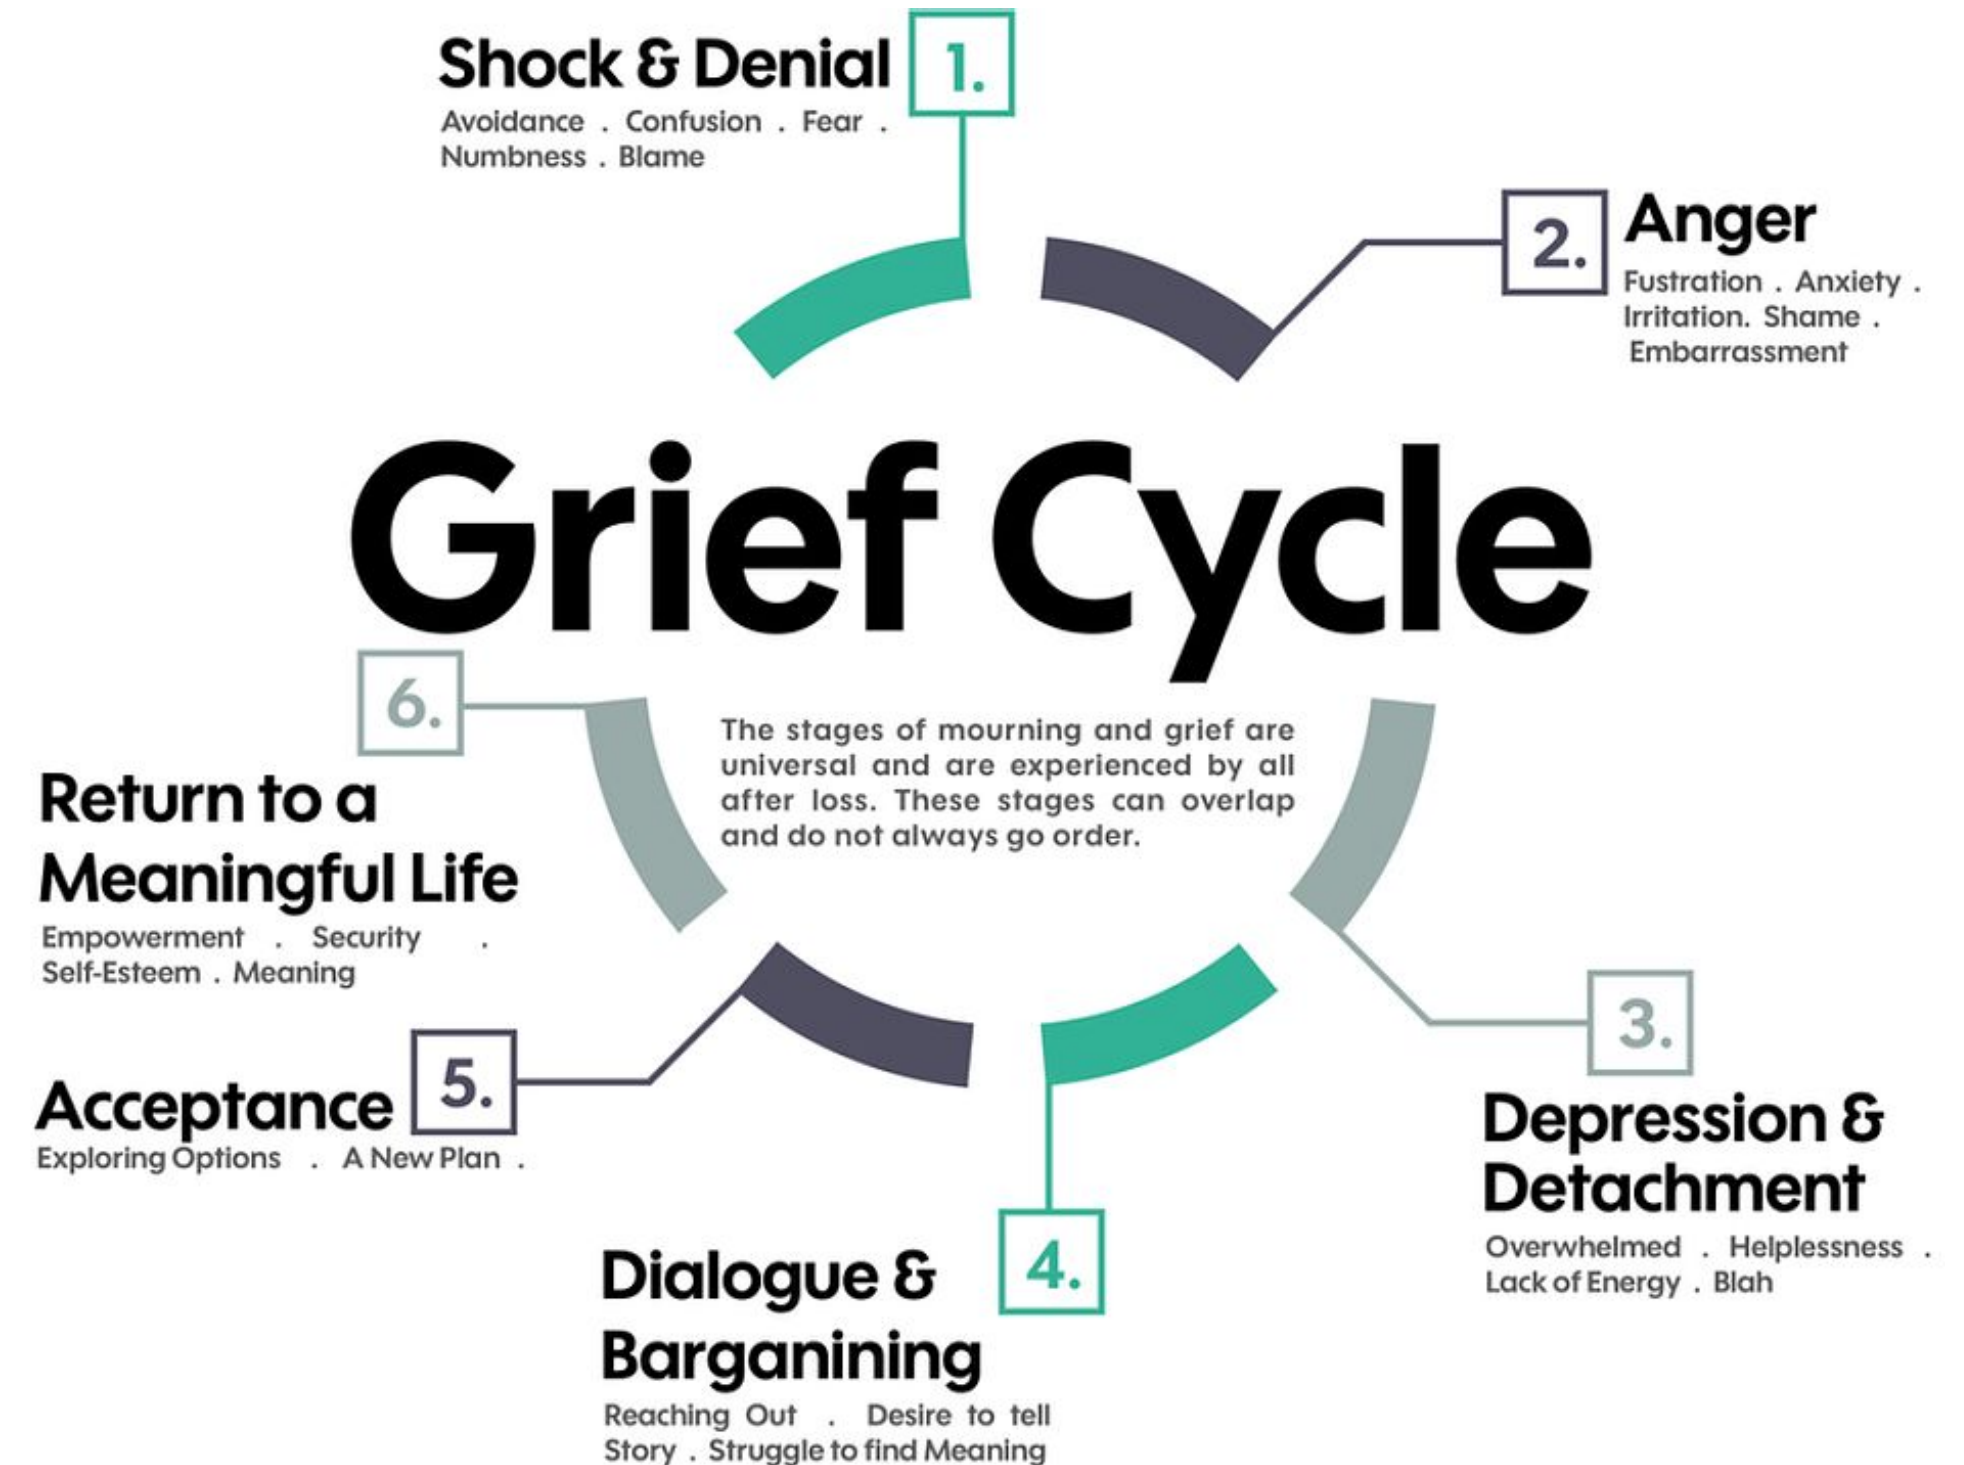 Shock & Denial
1.
Avoidance . Confusion . Fear .
Numbness . Blame
2.
Anger
Fustration . Anxiety .
Irritation. Shame .
Embarrassment
Grief Cycle
The stages of mourning and grief are
universal and are experienced by all
after loss. These stages can overlap
and do not always go order.
3.
Depression &
Detachment
Overwhelmed . Helplessness .
Lack of Energy . Blah
4.
Dialogue &
Barganining
Reaching Out . Desire to tell
Story . Struggle to find Meaning
5.
Acceptance
Exploring Options . A New Plan .
6.
Return to a
Meaningful Life
Empowerment . Security .
Self-Esteem . Meaning